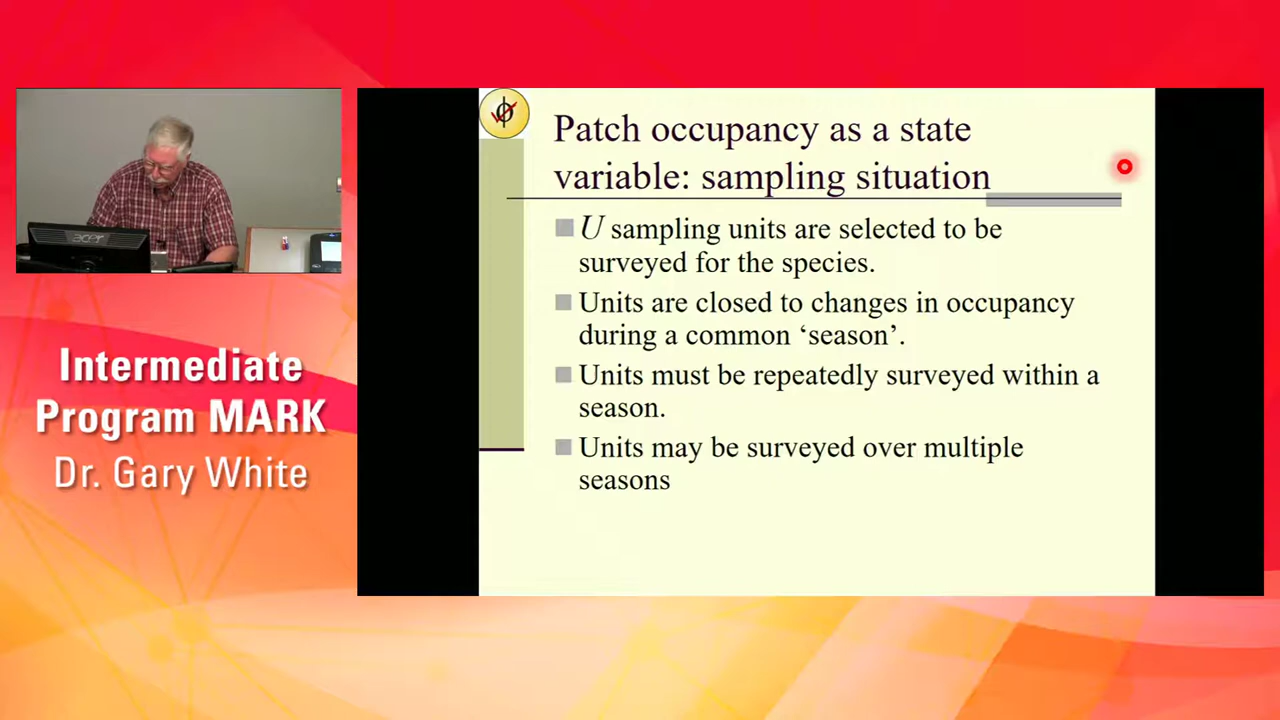 acer
Intermediate
Program MARK
Dr. Gary White
Patch occupancy as a state
variable: sampling situation
U sampling units are selected to be
surveyed for the species.
Units are closed to changes in occupancy
during a common ‘season’.
Units must be repeatedly surveyed within a
season.
Units may be surveyed over multiple
seasons